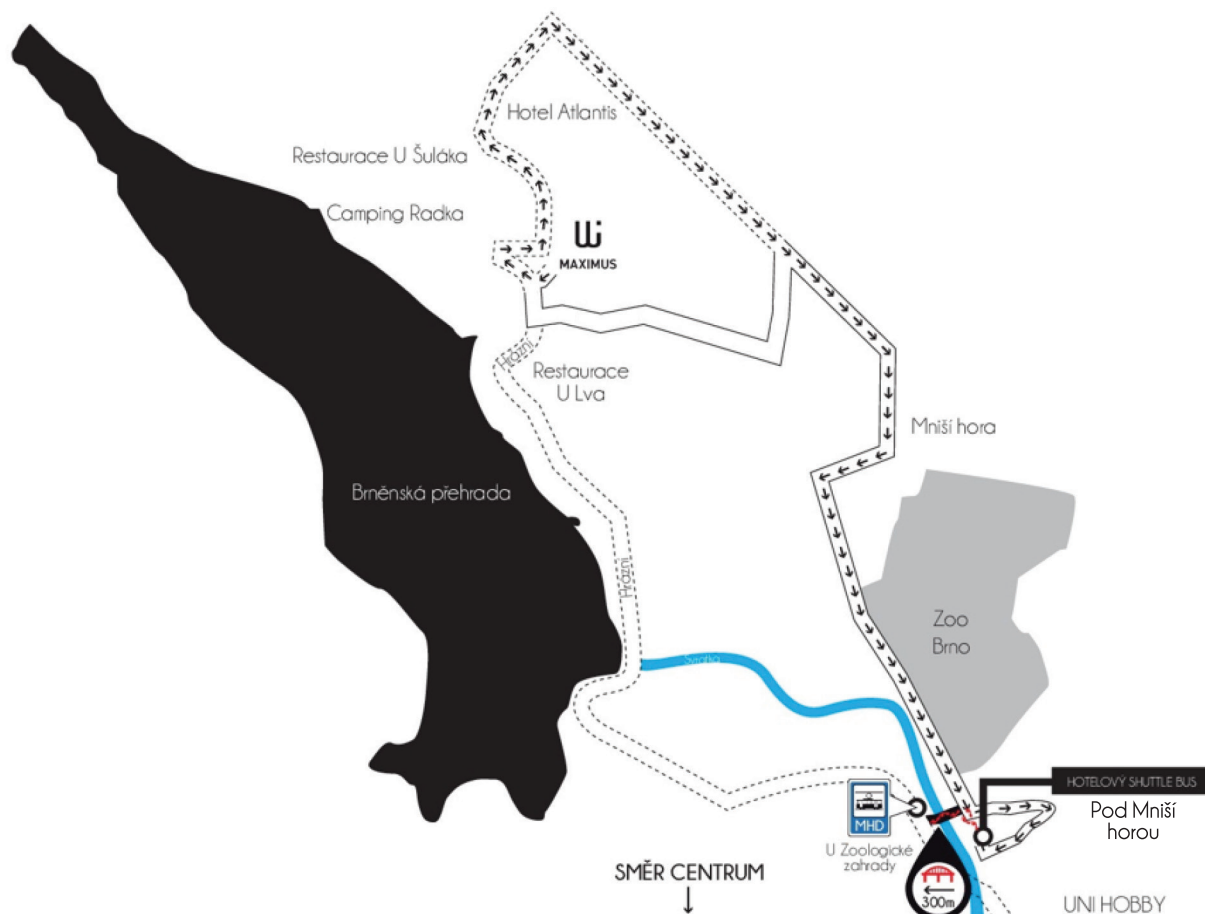 Hotel Atlantis
Restaurace U Šuláka
Camping Radka
MAXIMUS
Hrázní
Restaurace
U Lva
Mniší hora
Brněnská přehrada
Hrázní
Zoo
Brno
Svratka
HOTELOVÝ SHUTTLE BUS
Pod Mniší
horou
MHD
U Zoologické
zahrady
SMĚR CENTRUM
300m
UNI HOBBY